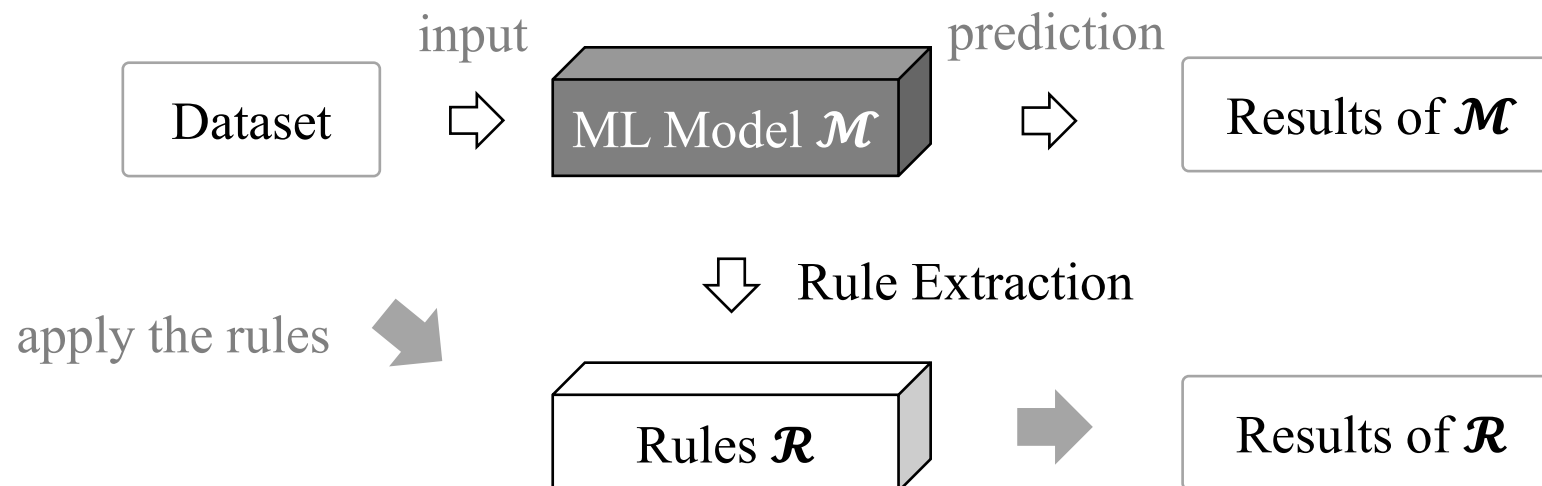 input
prediction
Dataset
ML Model 𝓜
Results of 𝓜
Rule Extraction
apply the rules
Rules 𝓡
Results of 𝓡